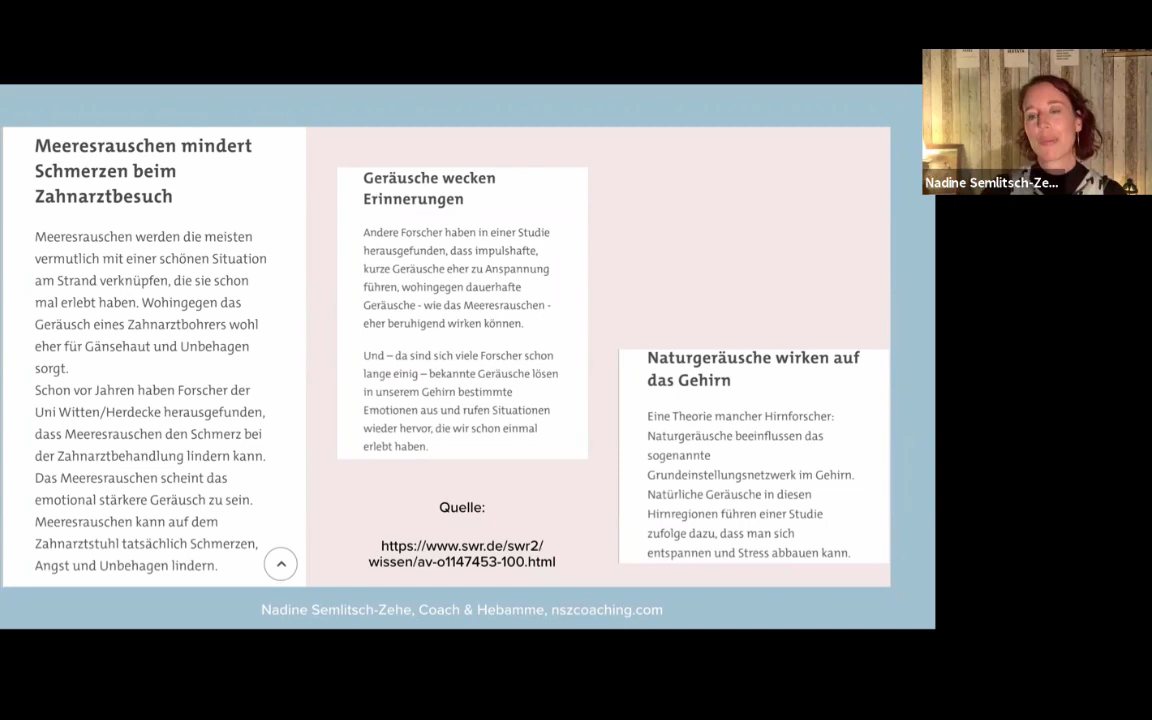 Meeresrauschen mindert
Schmerzen beim
Zahnarztbesuch
Meeresrauschen werden die meisten
vermutlich mit einer schönen Situation
am Strand verknüpfen, die sie schon
mal erlebt haben. Wohingegen das
Geräusch eines Zahnarztbohrers wohl
eher für Gänsehaut und Unbehagen
sorgt.
Schon vor Jahren haben Forscher der
Uni Witten/Herdecke herausgefunden,
dass Meeresrauschen den Schmerz bei
der Zahnarztbehandlung lindern kann.
Das Meeresrauschen scheint das
emotional stärkere Geräusch zu sein.
Meeresrauschen kann auf dem
Zahnarztstuhl tatsächlich Schmerzen,
Angst und Unbehagen lindern.
Geräusche wecken
Erinnerungen
Andere Forscher haben in einer Studie
herausgefunden, dass impulshafte,
kurze Geräusche eher zu Anspannung
führen, wohingegen dauerhafte
Geräusche - wie das Meeresrauschen -
eher beruhigend wirken können.
Und – da sind sich viele Forscher schon
lange einig – bekannte Geräusche lösen
in unserem Gehirn bestimmte
Emotionen aus und rufen Situationen
wieder hervor, die wir schon einmal
erlebt haben.
Quelle:
https://www.swr.de/swr2/
wissen/av-o1147453-100.html
Naturgeräusche wirken auf
das Gehirn
Eine Theorie mancher Hirnforscher:
Naturgeräusche beeinflussen das
sogenannte
Grundeinstellungsnetzwerk im Gehirn.
Natürliche Geräusche in diesen
Hirnregionen führen einer Studie
zufolge dazu, dass man sich
entspannen und Stress abbauen kann.
Nadine Semlitsch-Zehe, Coach & Hebamme, nszcoaching.com
Nadine Semlitsch-Ze...